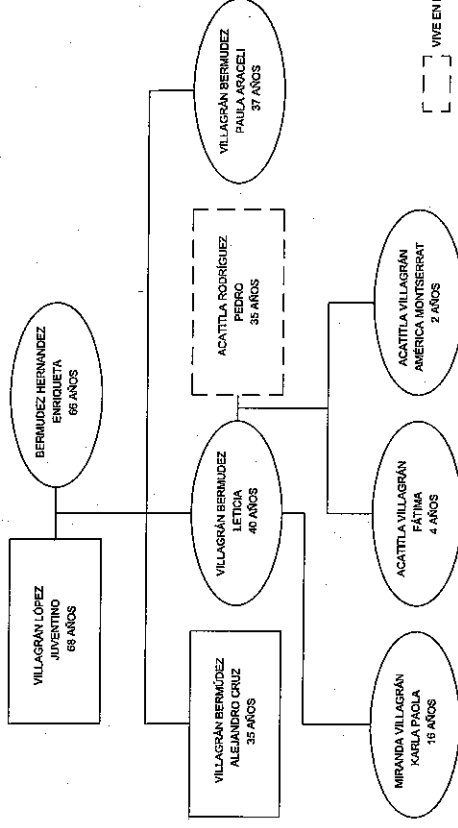 VILLAGRÁN LÓPEZ
JUVENTINO
68 AÑOS
BERMUDEZ HERNANDEZ
ENRIQUETA
66 AÑOS
VILLAGRÁN BERMÚDEZ
ALEJANDRO CRUZ
35 AÑOS
VILLAGRÁN BERMUDEZ
LETICIA
40 AÑOS
ACATITLA RODRÍGUEZ
PEDRO
35 AÑOS
VILLAGRÁN BERMUDEZ
PAULA ARACELI
37 AÑOS
MIRANDA VILLAGRÁN
KARLA PAOLA
16 AÑOS
ACATITLA VILLAGRÁN
FÁTIMA
4 AÑOS
ACATITLA VILLAGRÁN
AMÉRICA MONTSERRAT
2 AÑOS
VIVE EN